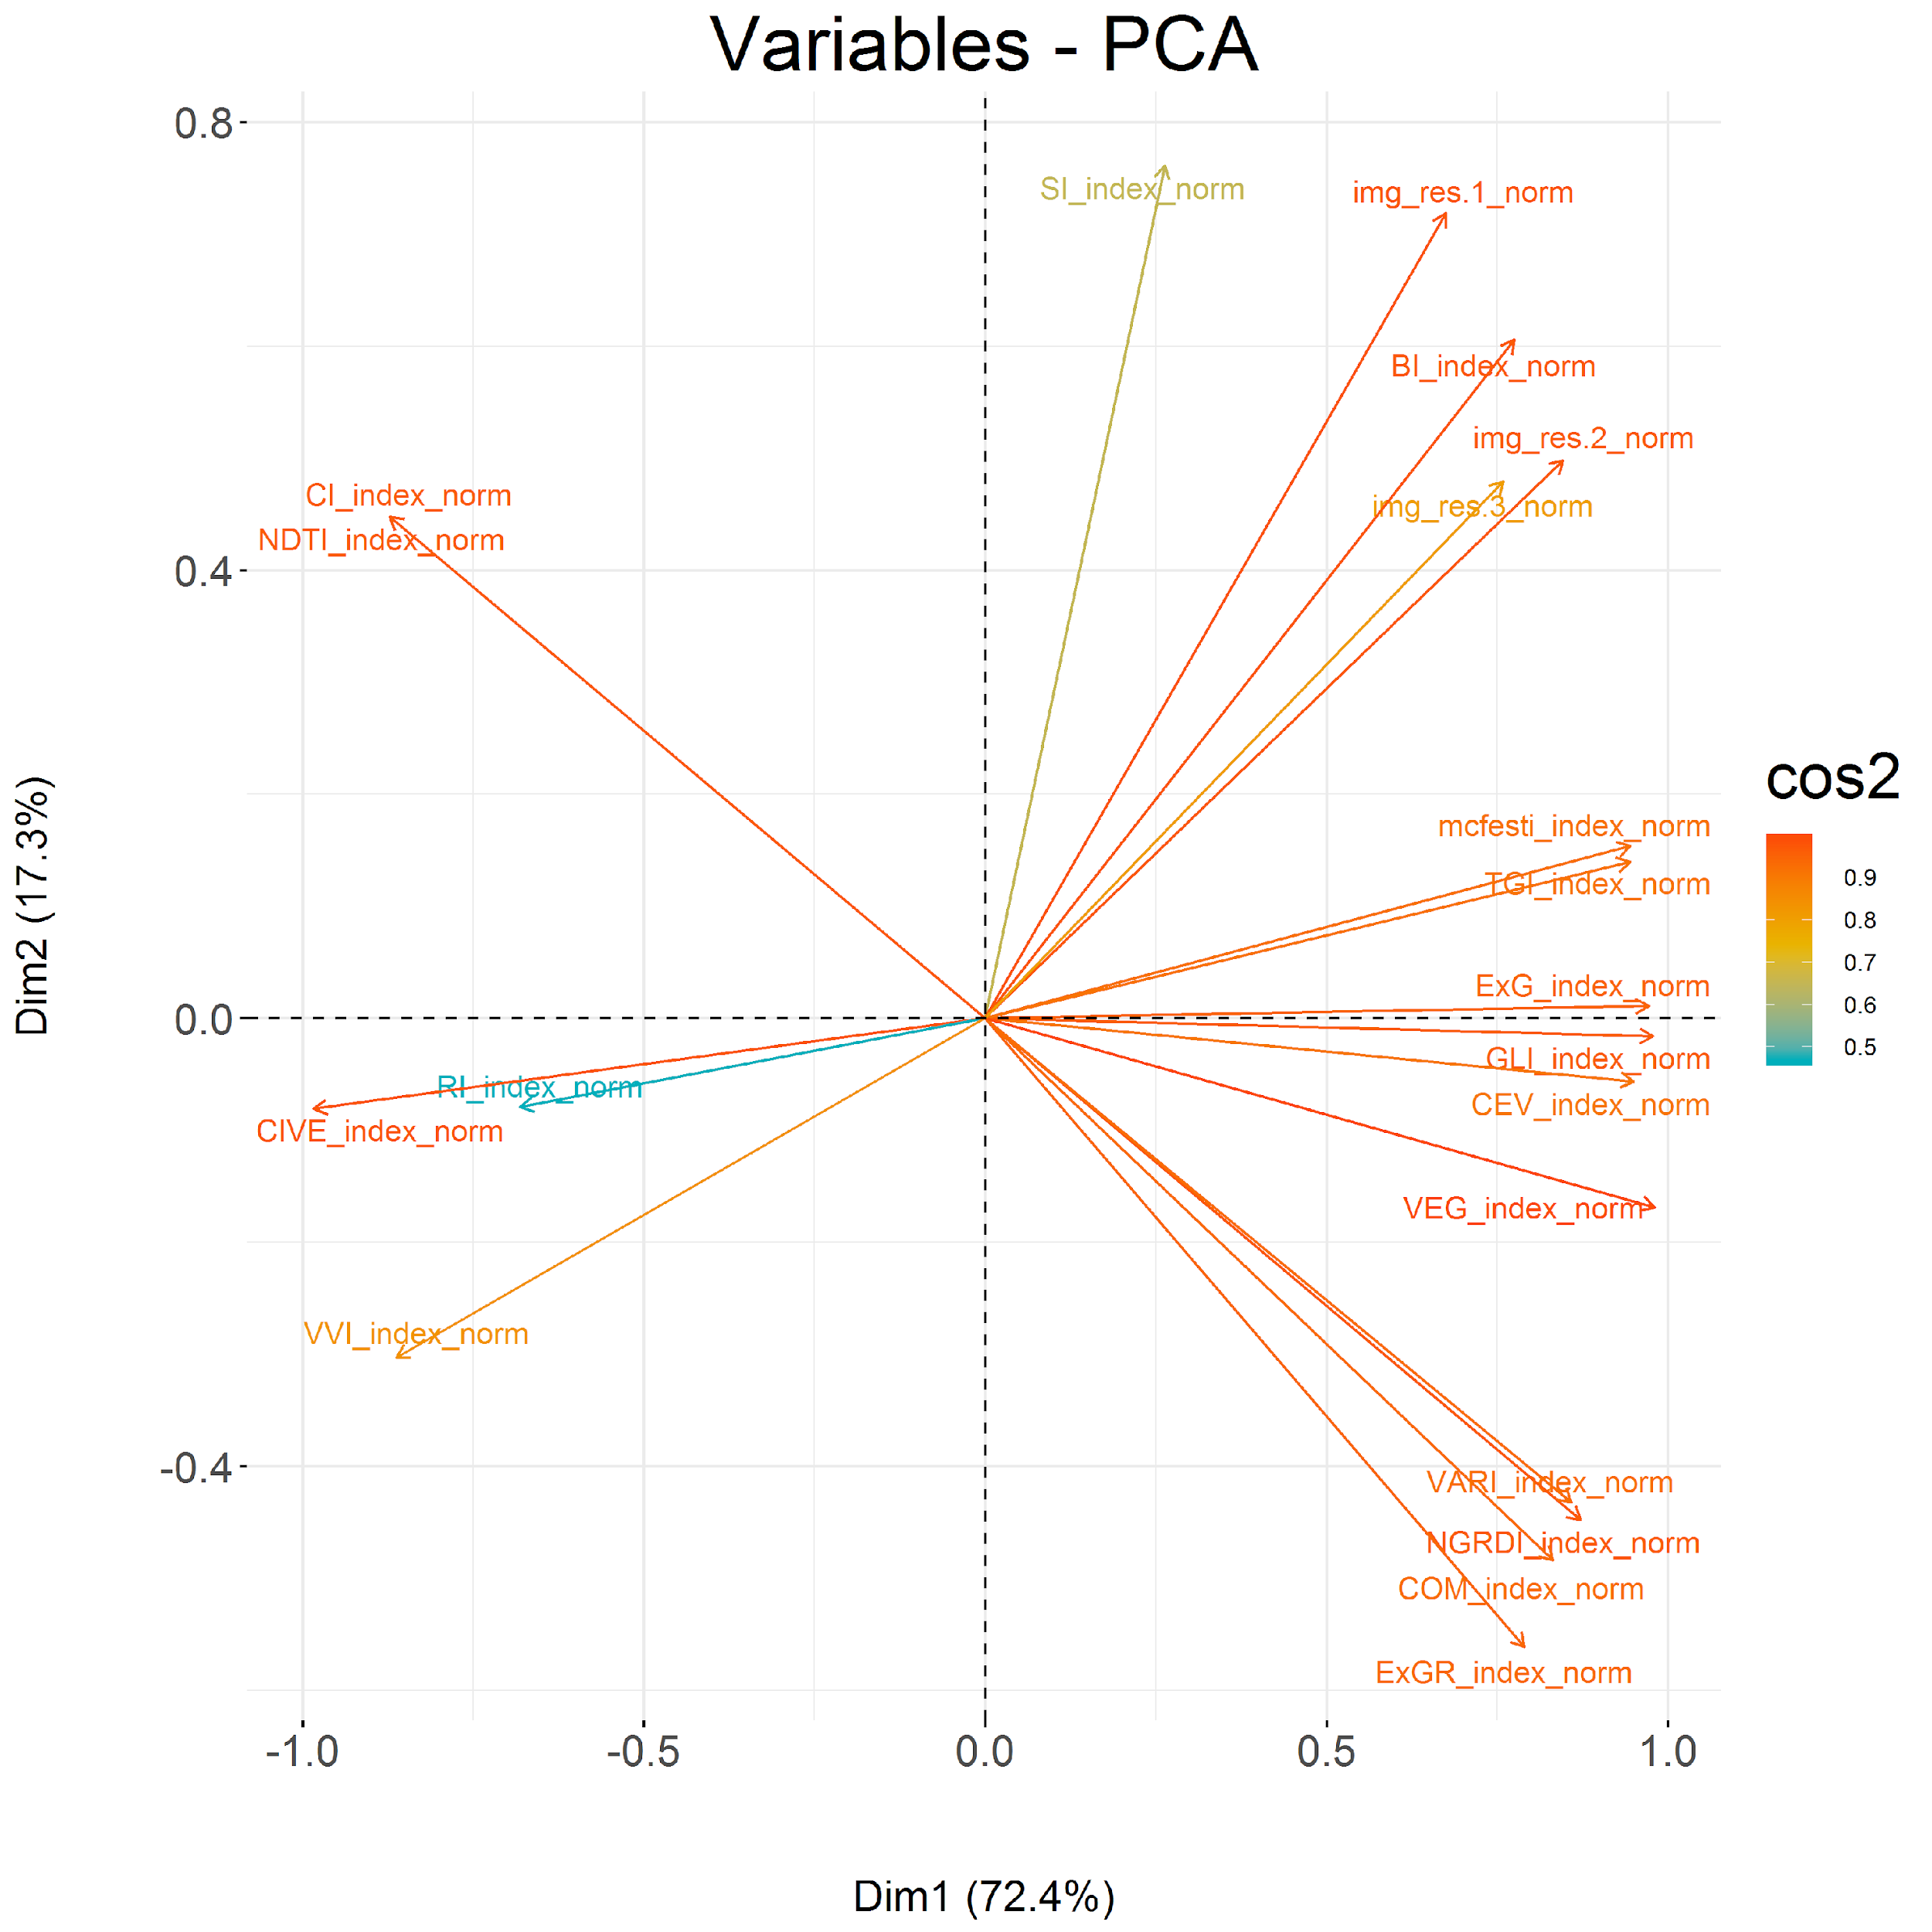 Variables - PCA
0.8
SI_index_norm
img_res.1_norm
BI_index_norm
img_res.2_norm
CI_index_norm
img_res.3_norm
NDTI_index_norm
0.4
cos2
mcfesti_index_norm
0.9
TGI_index_norm
0.8
0.7
ExG_index_norm
0.6
0.0
0.5
GLI_index_norm
RI_index_norm
CEV_index_norm
CIVE_index_norm
VEG_index_norm
VVI_index_norm
-0.4
VARI_index_norm
NGRDI_index_norm
COM_index_norm
ExGR_index_norm
-1.0
-0.5
0.0
0.5
1.0
Dim1 (72.4%)
Dim2 (17.3%)